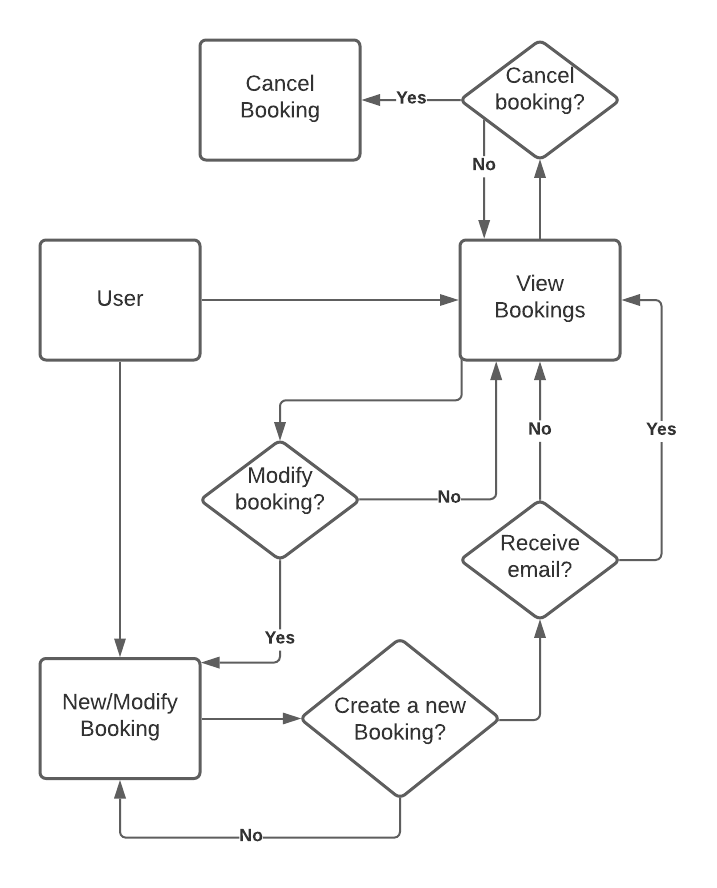 Cancel
Booking
Yes
Cancel
booking?
No
User
View
Bookings
No
Yes
Modify
booking?
No
Receive
email?
Yes
New/Modify
Booking
Create a new
Booking?
No